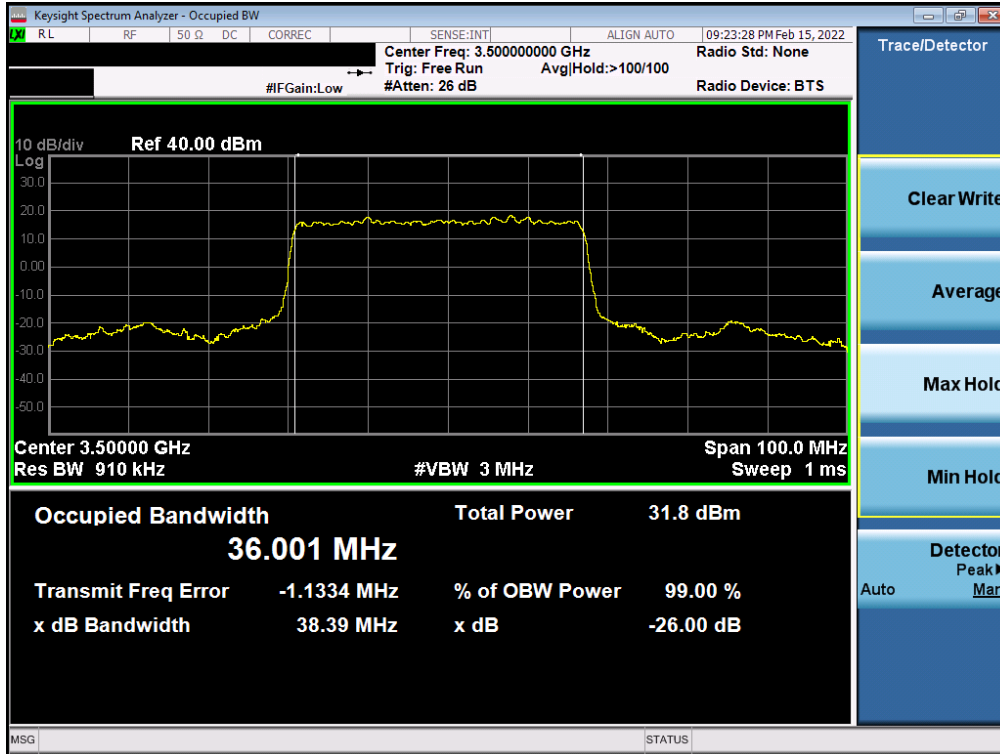 Keysight Spectrum Analyzer - Occupied BW
LXI RL RF 50 Ω DC CORREC SENSE:INT ALIGN AUTO 09:23:28 PM Feb 15, 2022
Center Freq: 3.500000000 GHz Radio Std: None
Trig: Free Run Avg|Hold:>100/100
#IFGain:Low #Atten: 26 dB Radio Device: BTS
10 dB/div Ref 40.00 dBm
Log
30.0
20.0
10.0
0.00
-10.0
-20.0
-30.0
-40.0
-50.0
Center 3.50000 GHz Span 100.0 MHz
Res BW 910 kHz #VBW 3 MHz Sweep 1 ms
Occupied Bandwidth Total Power 31.8 dBm
36.001 MHz
Transmit Freq Error -1.1334 MHz % of OBW Power 99.00 %
x dB Bandwidth 38.39 MHz x dB -26.00 dB
MSG STATUS
Trace/Detector
Clear Write
Average
Max Hold
Min Hold
Detector
Peak
Auto Man